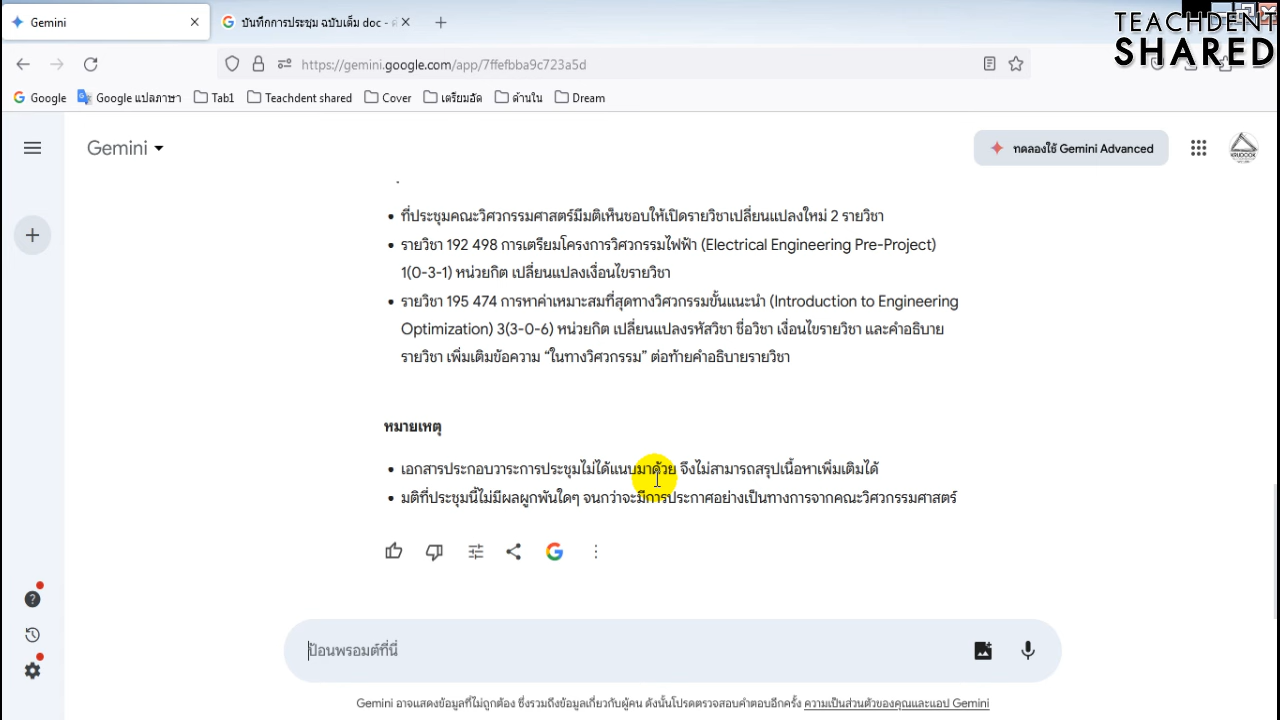 Gemini
บันทึกการประชุม ฉบับเต็ม doc - ค
TEACHDENT
SHARED
https://gemini.google.com/app/7ffefbba9c723a5d
Google
Google แปลภาษา
Tab1
Teachdent shared
Cover
เตรียมอัด
ด้านใน
Dream
Gemini
ทดลองใช้ Gemini Advanced
ที่ประชุมคณะวิศวกรรมศาสตร์มีมติเห็นชอบให้เปิดรายวิชาเปลี่ยนแปลงใหม่ 2 รายวิชา
รายวิชา 192 498 การเตรียมโครงการวิศวกรรมไฟฟ้า (Electrical Engineering Pre-Project)
1(0-3-1) หน่วยกิต เปลี่ยนแปลงเงื่อนไขรายวิชา
รายวิชา 195 474 การหาค่าเหมาะสมที่สุดทางวิศวกรรมขั้นแนะนำ (Introduction to Engineering
Optimization) 3(3-0-6) หน่วยกิต เปลี่ยนแปลงรหัสวิชา ชื่อวิชา เงื่อนไขรายวิชา และคำอธิบาย
รายวิชา เพิ่มเติมข้อความ “ในทางวิศวกรรม” ต่อท้ายคำอธิบายรายวิชา
หมายเหตุ
เอกสารประกอบวาระการประชุมไม่ได้แนบมาด้วย จึงไม่สามารถสรุปเนื้อหาเพิ่มเติมได้
มติที่ประชุมนี้ไม่มีผลผูกพันใดๆ จนกว่าจะมีการประกาศอย่างเป็นทางการจากคณะวิศวกรรมศาสตร์
ป้อนพรอมต์ที่นี่
Gemini อาจแสดงข้อมูลที่ไม่ถูกต้อง ซึ่งรวมถึงข้อมูลเกี่ยวกับผู้คน ดังนั้นโปรดตรวจสอบคำตอบอีกครั้ง ความเป็นส่วนตัวของคุณและแอป Gemini